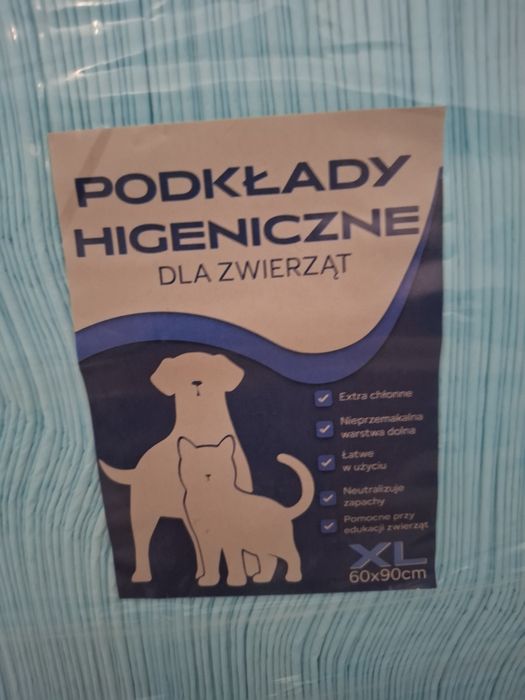 PODKŁADY
HIGENICZNE
DLA ZWIERZĄT
Extra chłonne
Nieprzemakalna
warstwa dolna
Łatwe
w użyciu
Neutralizuje
zapachy
Pomocne przy
edukacji zwierząt
XL
60x90cm